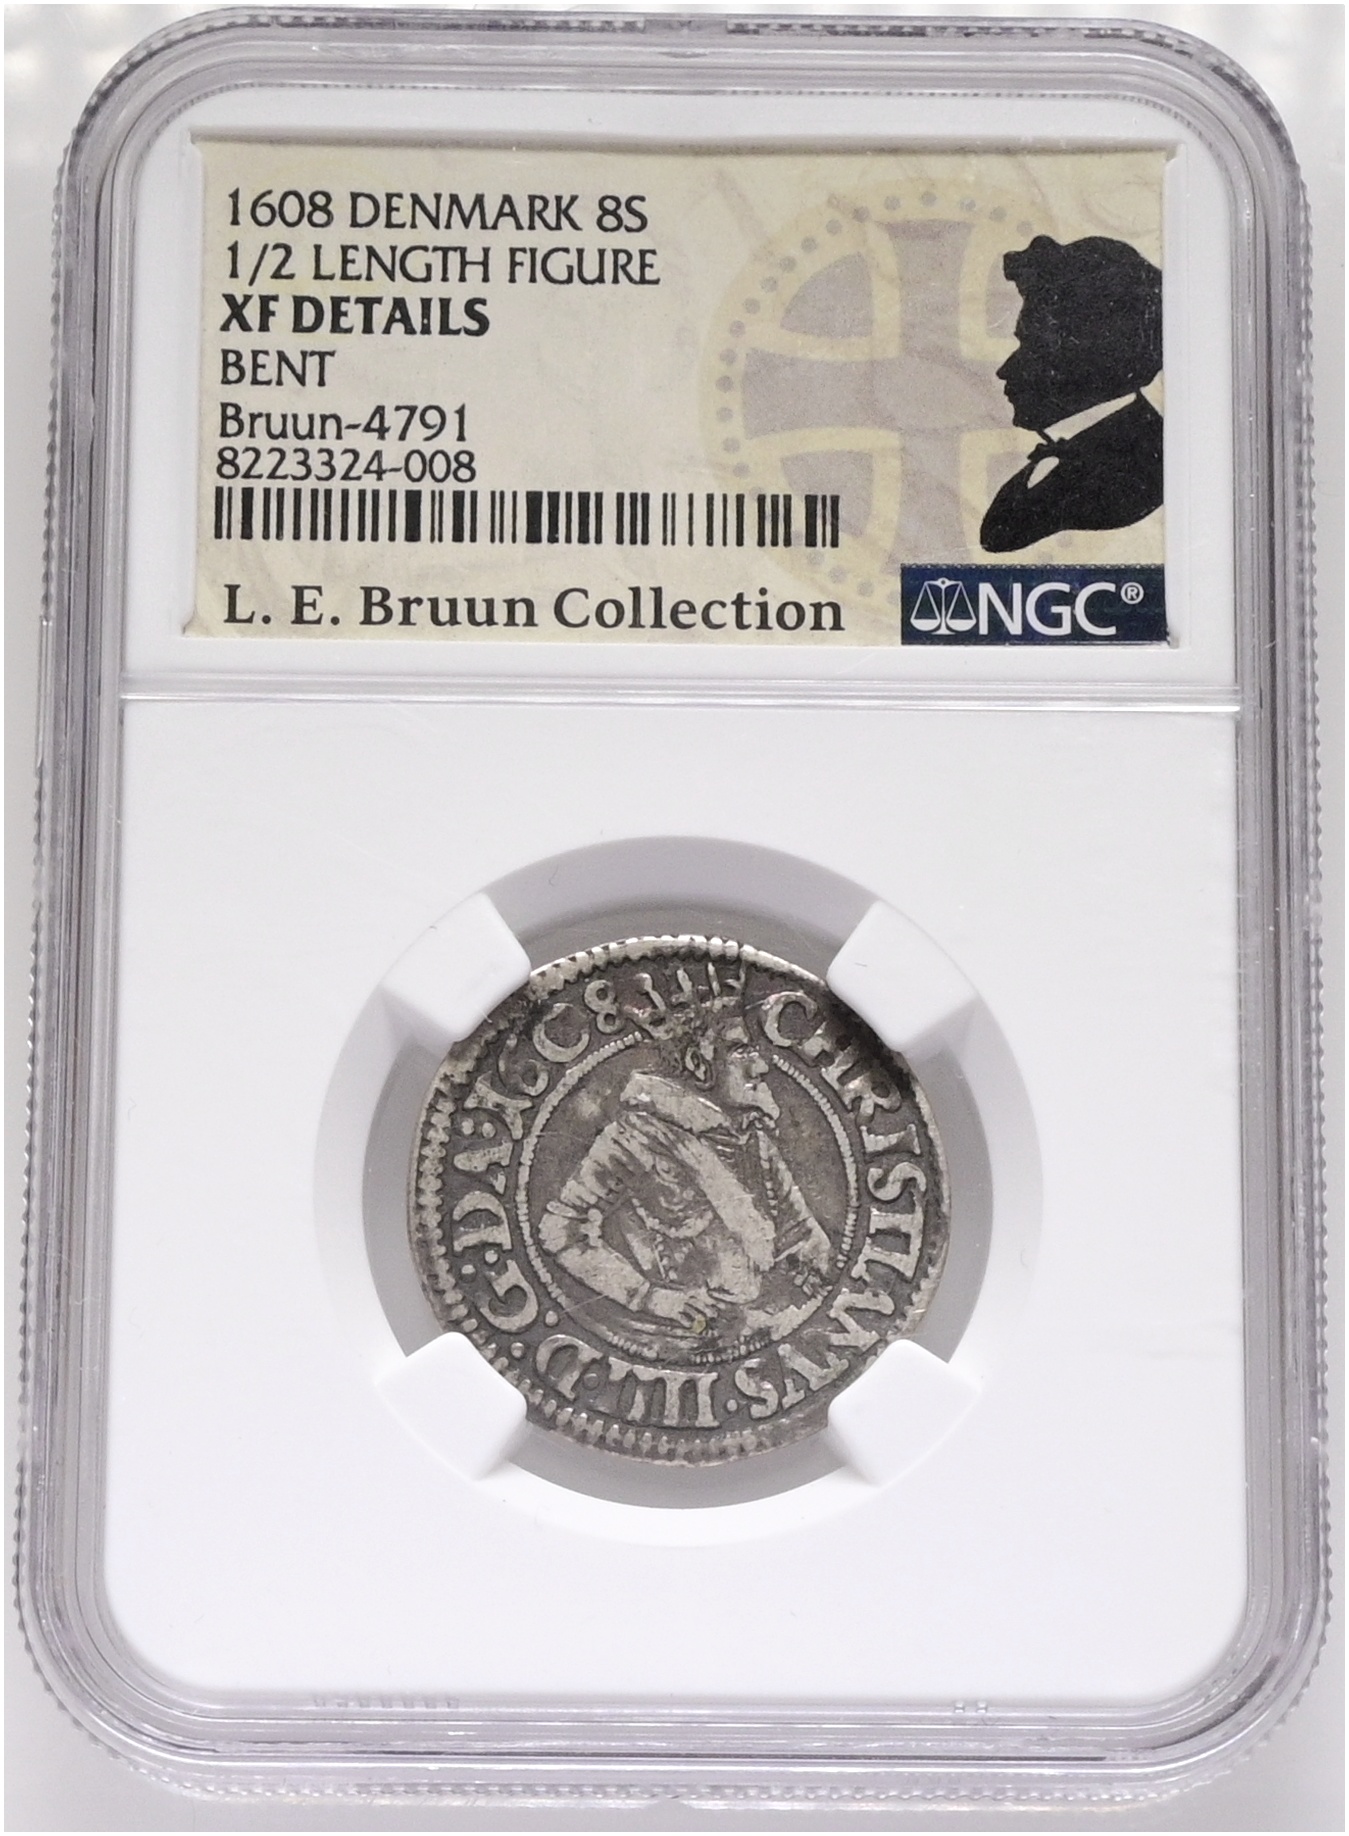 1608 DENMARK 8S
1/2 LENGTH FIGURE
XF DETAILS
BENT
Bruun-4791
8223324-008
L. E. Bruun Collection
NGC®
CHRISTIANVS·IIII·D·G·DA:16C8